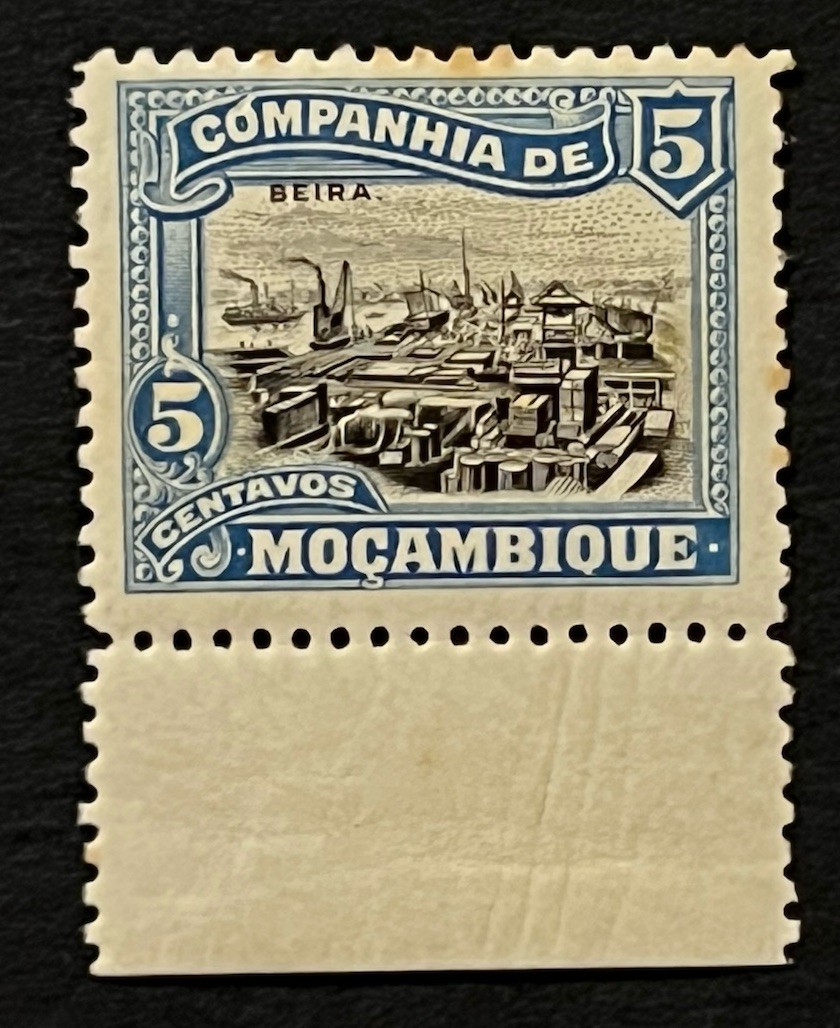 COMPANHIA DE 5
BEIRA.
5
CENTAVOS
·MOÇAMBIQUE·